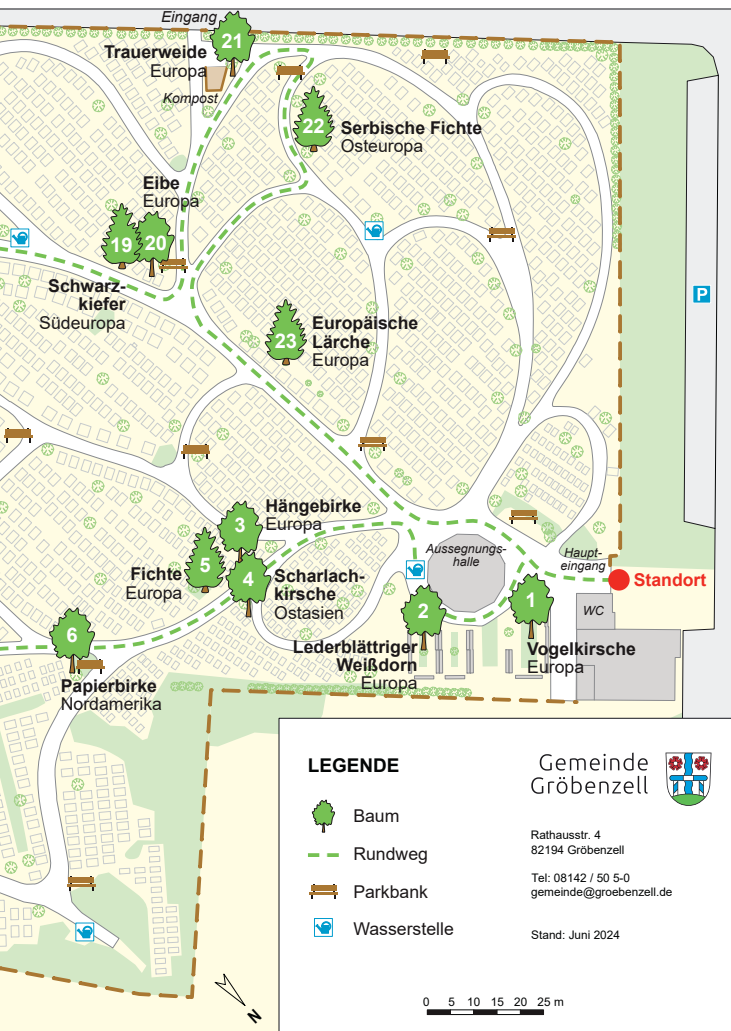 Eingang
21
Trauerweide
Europa
Kompost
22
Serbische Fichte
Osteuropa
Eibe
Europa
19
20
Schwarz-
kiefer
Südeuropa
P
23
Europäische
Lärche
Europa
3
Hängebirke
Europa
5
Fichte
Europa
4
Scharlach-
kirsche
Ostasien
Aussegnungs-
halle
Haupt-
eingang
Standort
WC
1
Vogelkirsche
Europa
2
Lederblättriger
Weißdorn
Europa
6
Papierbirke
Nordamerika
LEGENDE
Baum
Rundweg
Parkbank
Wasserstelle
Gemeinde
Gröbenzell
Rathausstr. 4
82194 Gröbenzell
Tel: 08142 / 50 5-0
gemeinde@groebenzell.de
Stand: Juni 2024
N
0 5 10 15 20 25 m